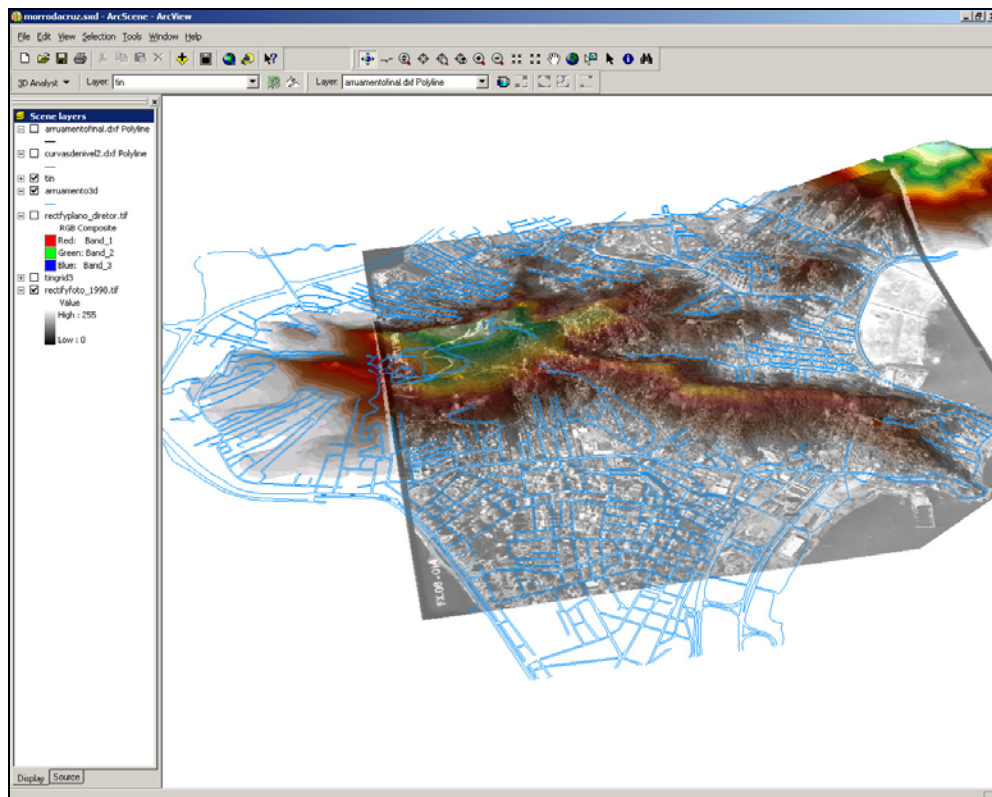 morrodacruz.sxd - ArcScene - ArcView
File Edit View Selection Tools Window Help
3D Analyst Layer: tin Layer: arruamentofinal.dxf Polyline
Scene layers
arruamentofinal.dxf Polyline
curvasdenivel2.dxf Polyline
tin
arruamento3d
rectfyplano_diretor.tif
RGB Composite
Red: Band_1
Green: Band_2
Blue: Band_3
tingrid3
rectifyfoto_1998.tif
Value
High : 255
Low : 0
Display Source